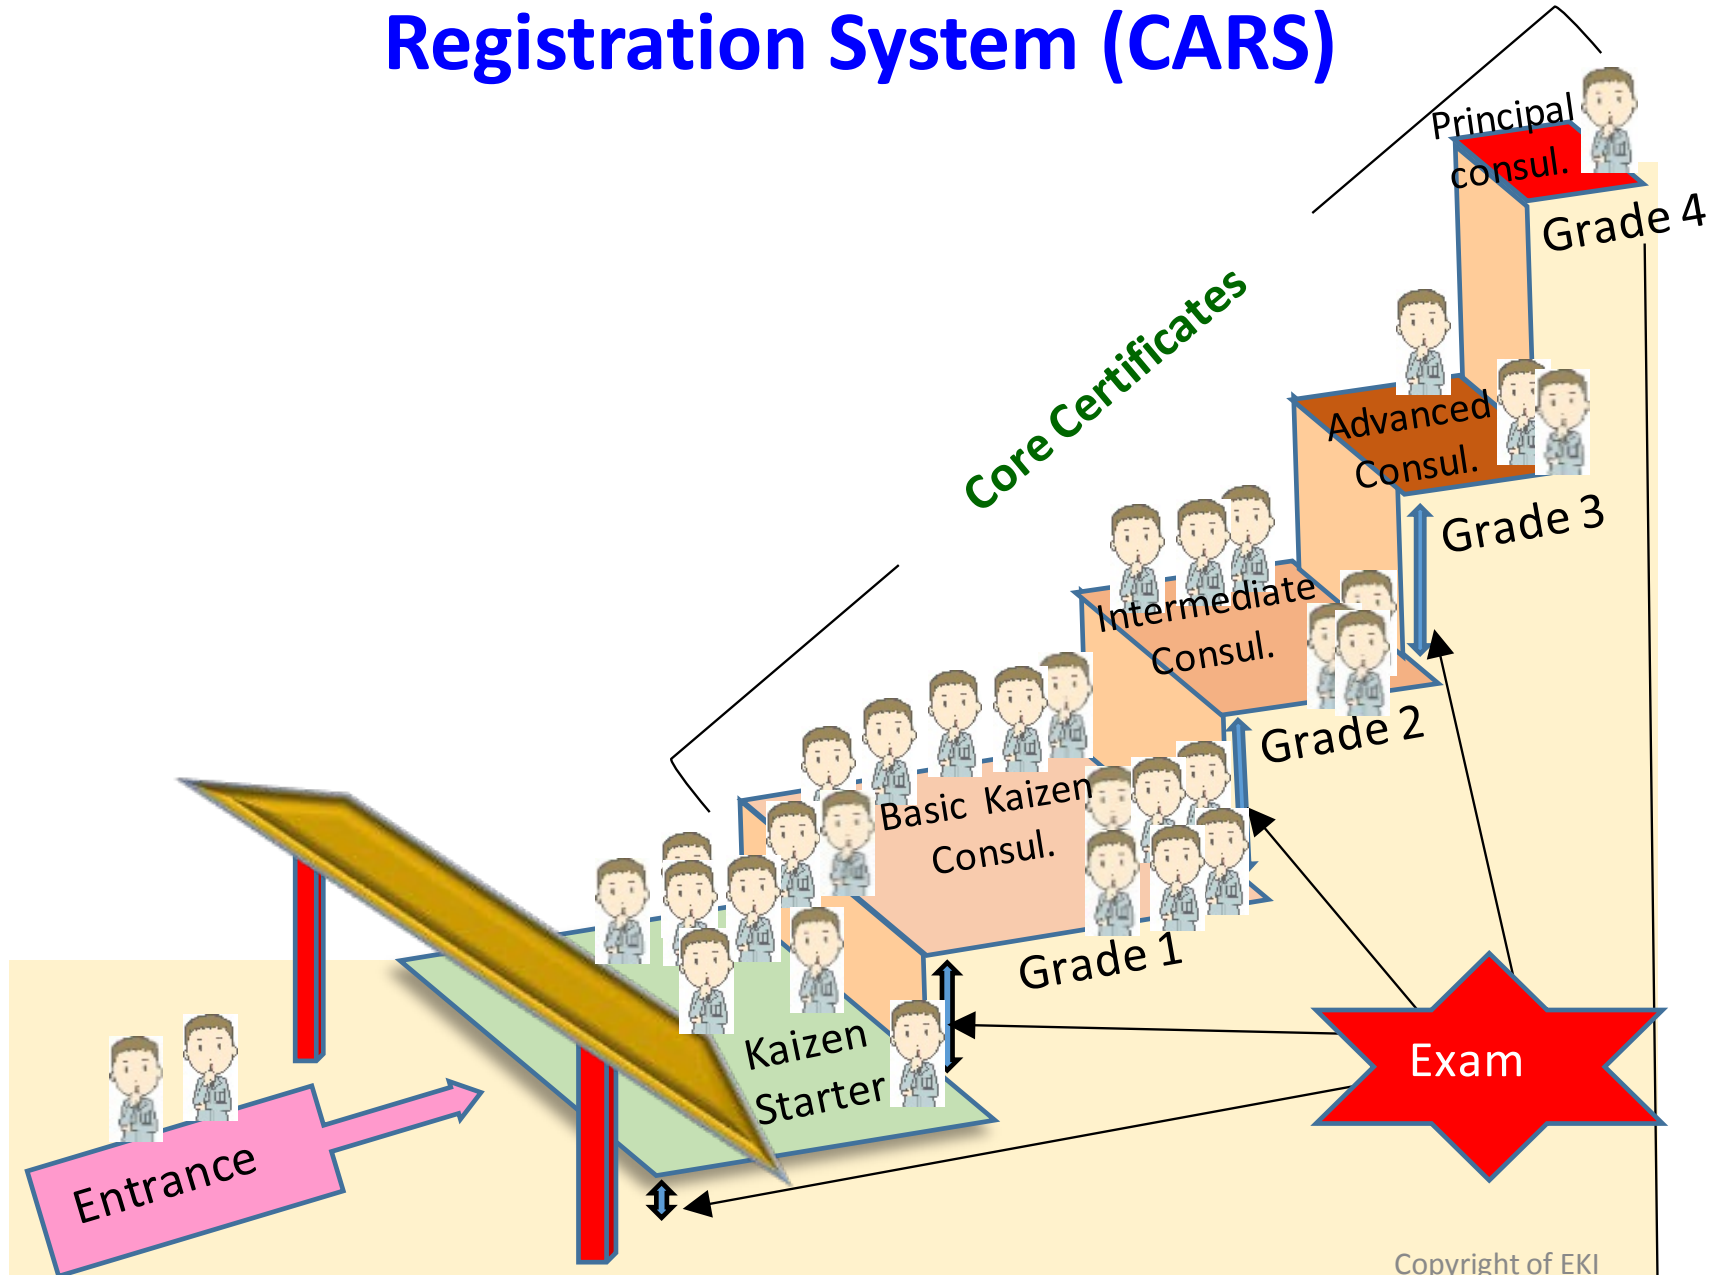 Registration System (CARS)
Principal
consul.
Grade 4
Core Certificates
Advanced
Consul.
Grade 3
Intermediate
Consul.
Grade 2
Basic Kaizen
Consul.
Grade 1
Kaizen
Starter
Exam
Entrance
Copyright of EKI